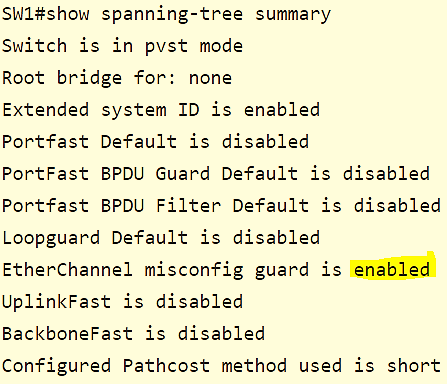 SW1#show spanning-tree summary
Switch is in pvst mode
Root bridge for: none
Extended system ID is enabled
Portfast Default is disabled
PortFast BPDU Guard Default is disabled
Portfast BPDU Filter Default is disabled
Loopguard Default is disabled
EtherChannel misconfig guard is enabled
UplinkFast is disabled
BackboneFast is disabled
Configured Pathcost method used is short